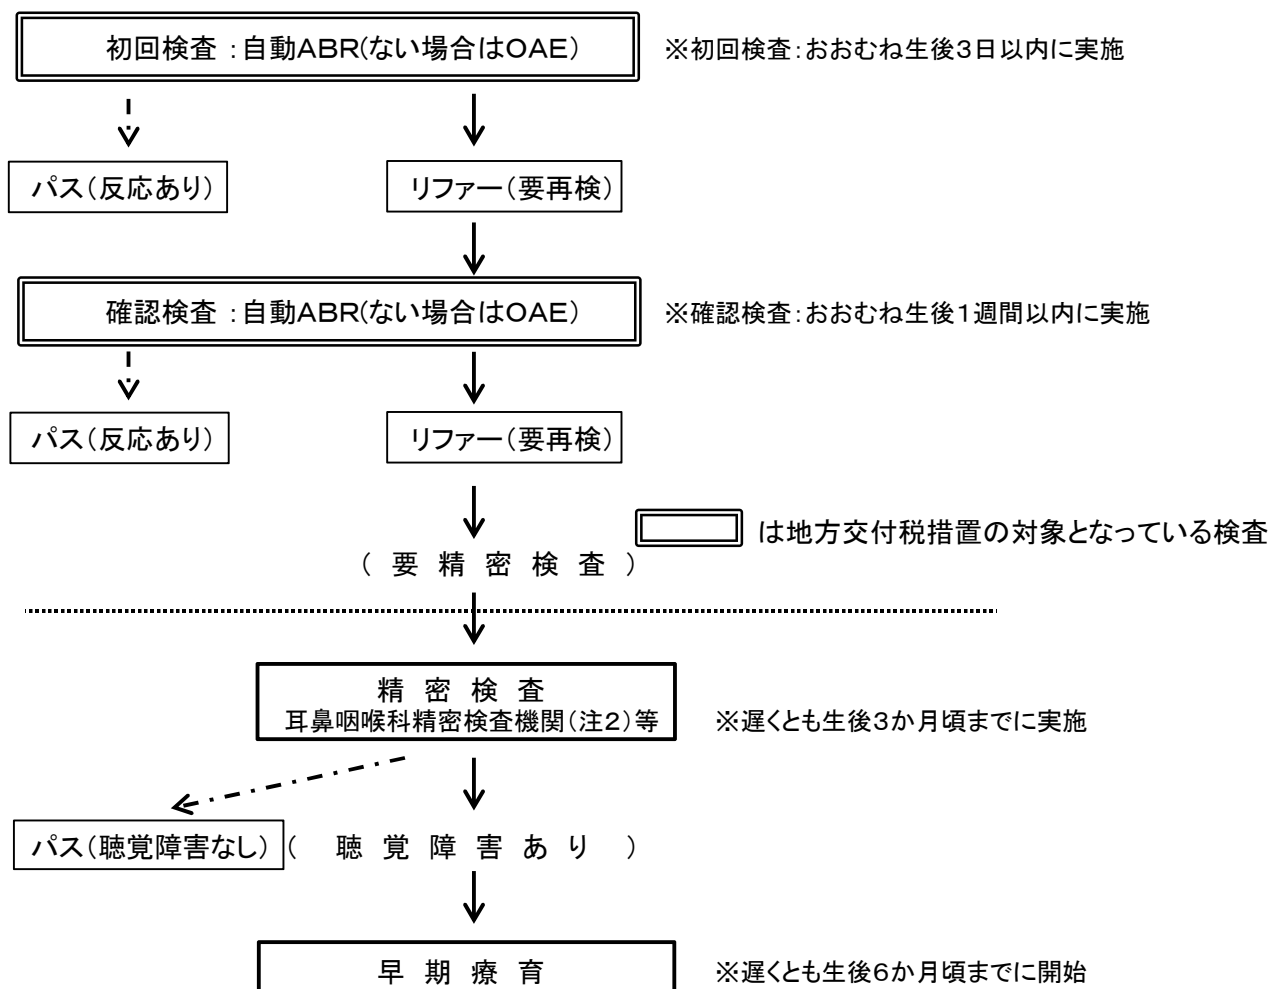 初回検査：自動ABR(ない場合はOAE)
※初回検査：おおむね生後3日以内に実施
パス（反応あり）
リファー（要再検）
確認検査：自動ABR(ない場合はOAE)
※確認検査：おおむね生後1週間以内に実施
パス（反応あり）
リファー（要再検）
は地方交付税措置の対象となっている検査
（要精密検査）
精密検査
耳鼻咽喉科精密検査機関（注2）等
※遅くとも生後3か月頃までに実施
パス（聴覚障害なし）
（聴覚障害あり）
早期療育
※遅くとも生後6か月頃までに開始